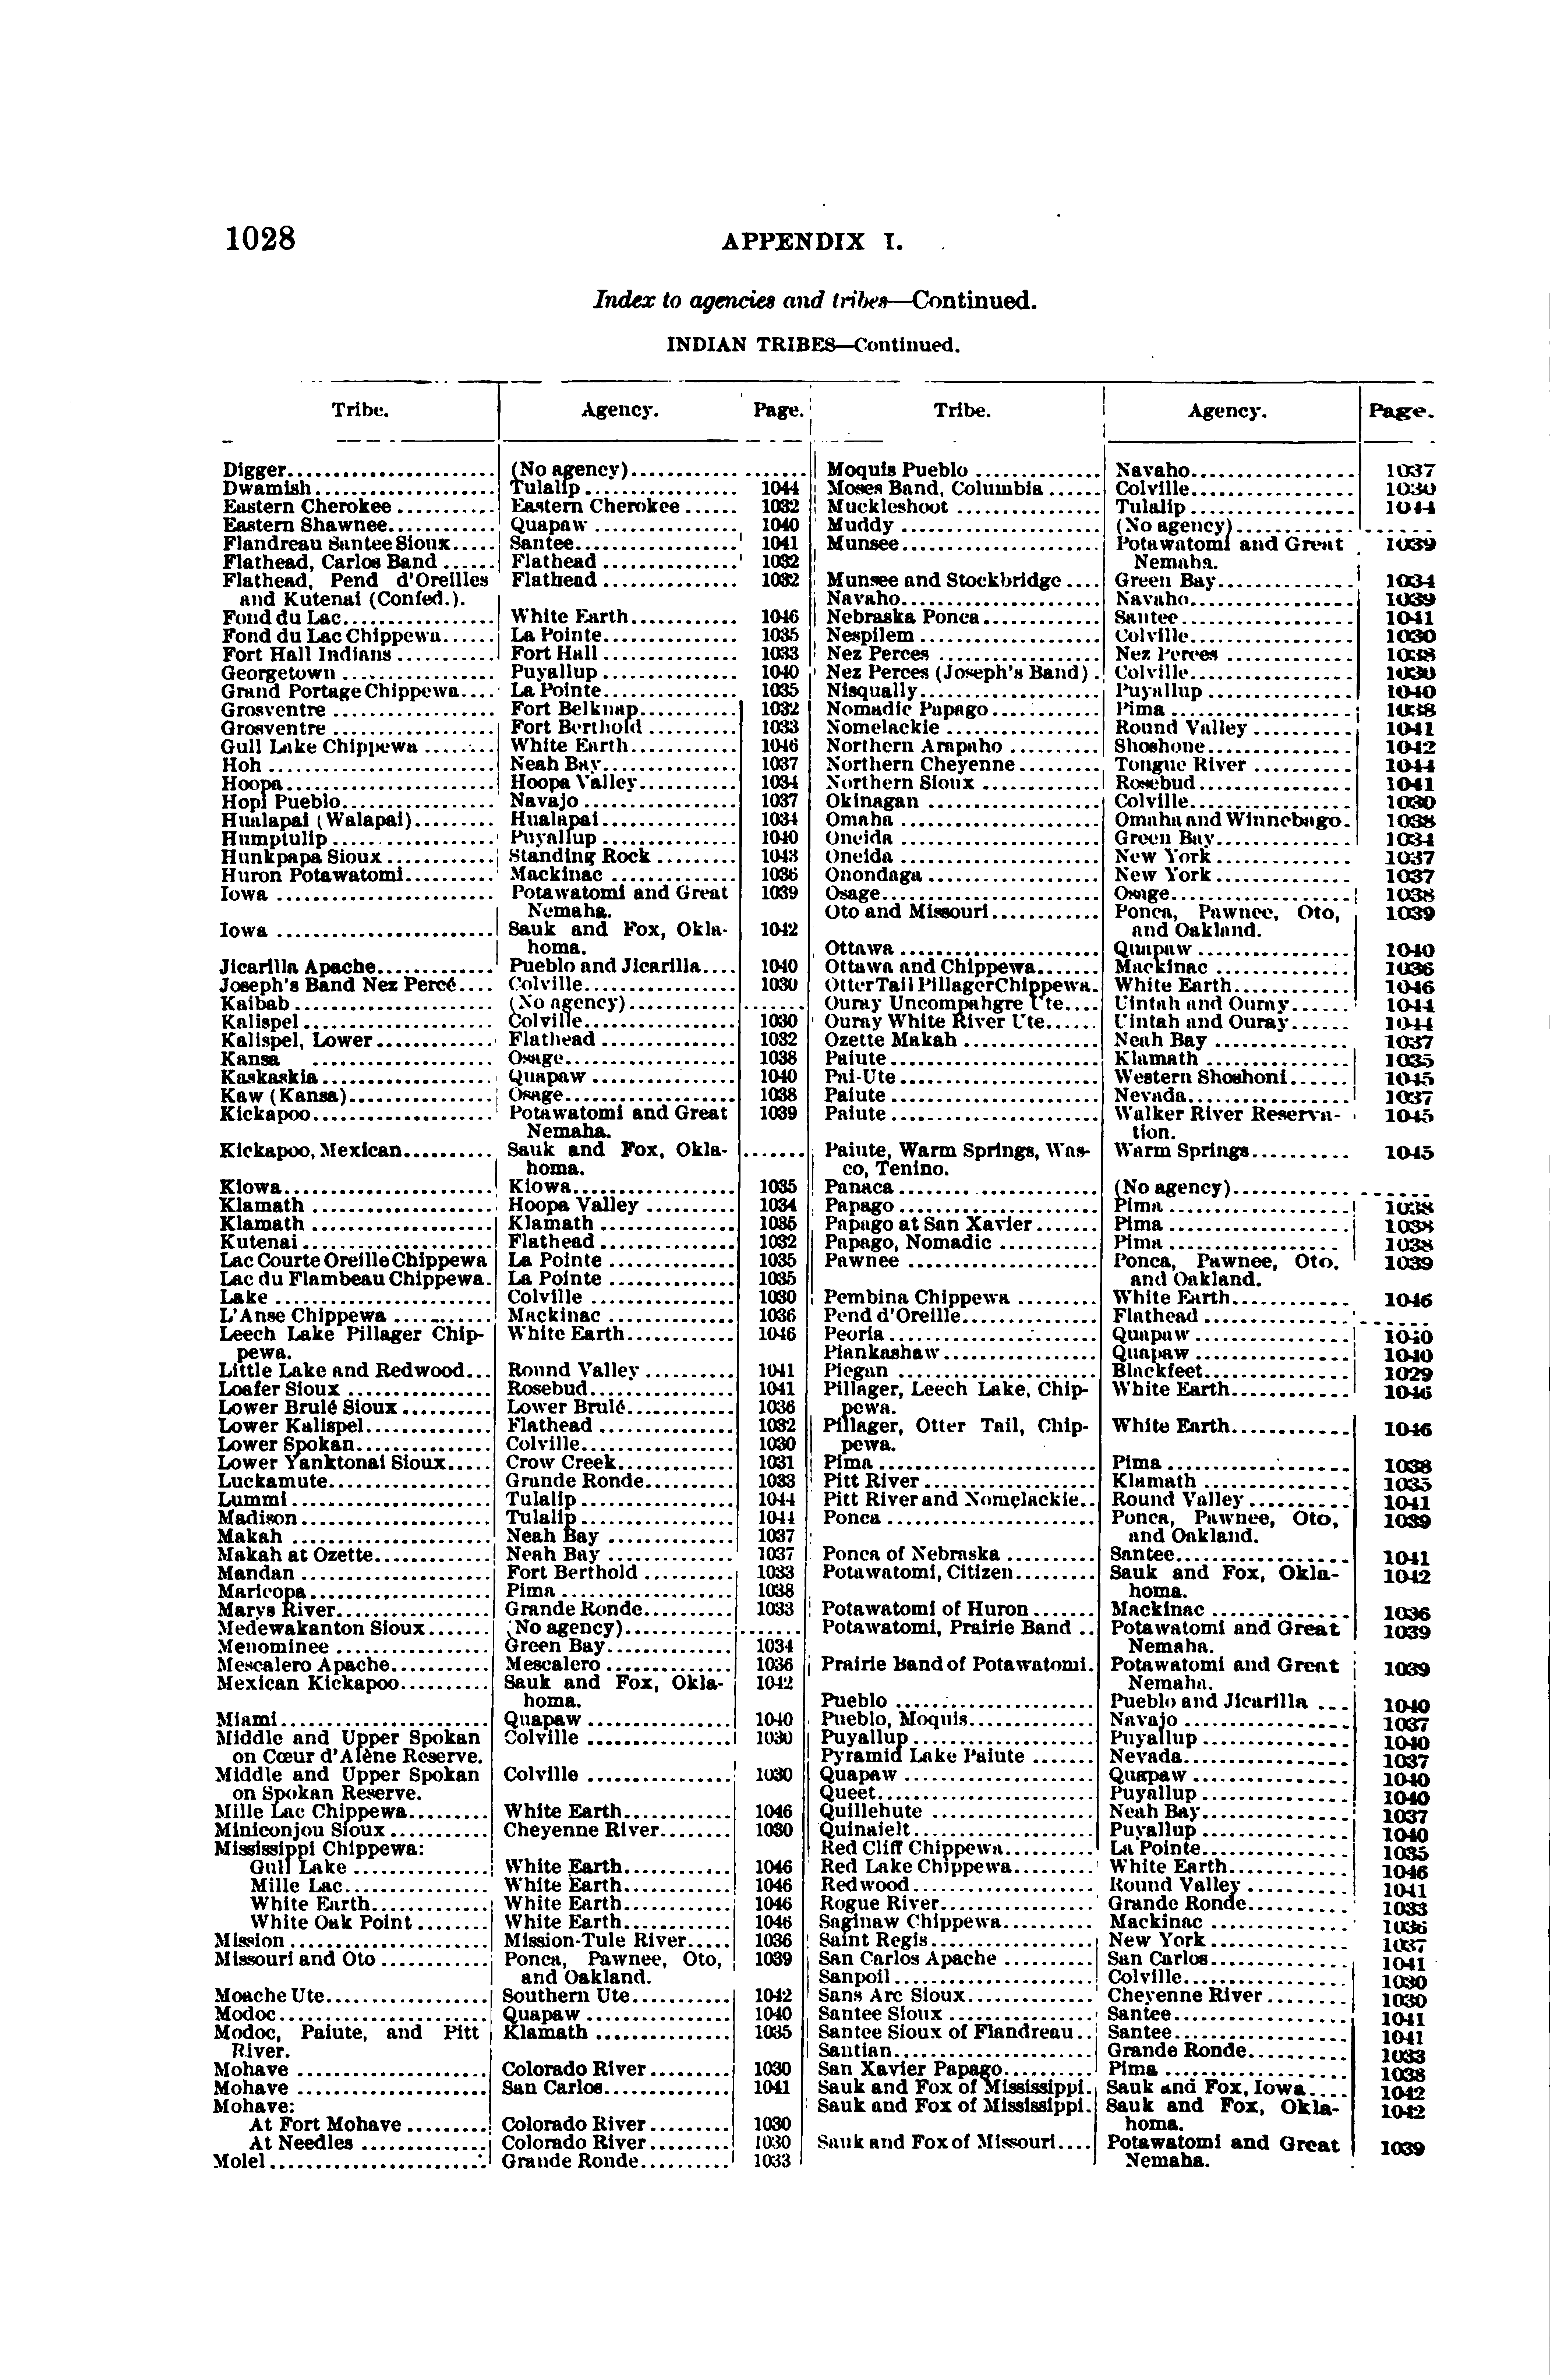 1028
APPENDIX I.
Index to agencies and tribes—Continued.
INDIAN TRIBES—Continued.
Tribe. Agency. Page.
Digger (No agency)
Dwamish Tulalip 1044
Eastern Cherokee Eastern Cherokee 1032
Eastern Shawnee Quapaw 1040
Flandreau Santee Sioux Santee 1041
Flathead, Carlos Band Flathead 1032
Flathead, Pend d'Oreilles Flathead 1032
and Kutenai (Confed.).
Fond du Lac White Earth 1046
Fond du Lac Chippewa La Pointe 1035
Fort Hall Indians Fort Hall 1033
Georgetown Puyallup 1040
Grand Portage Chippewa La Pointe 1035
Grosventre Fort Belknap 1032
Grosventre Fort Berthold 1033
Gull Lake Chippewa White Earth 1046
Hoh Neah Bay 1037
Hoopa Hoopa Valley 1034
Hopi Pueblo Navajo 1037
Hualapai (Walapai) Hualapai 1034
Humptulip Puyallup 1040
Hunkpapa Sioux Standing Rock 1043
Huron Potawatomi Mackinac 1036
Iowa Potawatomi and Great 1039
Nemaha.
Iowa Sauk and Fox, Okla- 1042
homa.
Jicarilla Apache Pueblo and Jicarilla 1040
Joseph's Band Nez Percé Colville 1030
Kaibab (No agency)
Kalispel Colville 1030
Kalispel, Lower Flathead 1032
Kansa Osage 1038
Kaskaskia Quapaw 1040
Kaw (Kansa) Osage 1038
Kickapoo Potawatomi and Great 1039
Nemaha.
Kickapoo, Mexican Sauk and Fox, Okla-
homa.
Kiowa Kiowa 1035
Klamath Hoopa Valley 1034
Klamath Klamath 1035
Kutenai Flathead 1032
Lac Courte Oreille Chippewa La Pointe 1035
Lac du Flambeau Chippewa. La Pointe 1035
Lake Colville 1030
L'Anse Chippewa Mackinac 1036
Leech Lake Pillager Chip- White Earth 1046
pewa.
Little Lake and Redwood Round Valley 1041
Loafer Sioux Rosebud 1041
Lower Brulé Sioux Lower Brulé 1036
Lower Kalispel Flathead 1032
Lower Spokan Colville 1030
Lower Yanktonai Sioux Crow Creek 1031
Luckamute Grande Ronde 1033
Lummi Tulalip 1044
Madison Tulalip 1044
Makah Neah Bay 1037
Makah at Ozette Neah Bay 1037
Mandan Fort Berthold 1033
Maricopa Pima 1038
Marys River Grande Ronde 1033
Medewakanton Sioux (No agency)
Menominee Green Bay 1034
Mescalero Apache Mescalero 1036
Mexican Kickapoo Sauk and Fox, Okla- 1042
homa.
Miami Quapaw 1040
Middle and Upper Spokan Colville 1030
on Cœur d'Alène Reserve.
Middle and Upper Spokan Colville 1030
on Spokan Reserve.
Mille Lac Chippewa White Earth 1046
Miniconjou Sioux Cheyenne River 1030
Mississippi Chippewa:
Gull Lake White Earth 1046
Mille Lac White Earth 1046
White Earth White Earth 1046
White Oak Point White Earth 1046
Mission Mission-Tule River 1036
Missouri and Oto Ponca, Pawnee, Oto, 1039
and Oakland.
Moache Ute Southern Ute 1042
Modoc Quapaw 1040
Modoc, Paiute, and Pitt Klamath 1035
River.
Mohave Colorado River 1030
Mohave San Carlos 1041
Mohave:
At Fort Mohave Colorado River 1030
At Needles Colorado River 1030
Molel Grande Ronde 1033
Tribe. Agency. Page.
Moquis Pueblo Navaho 1037
Moses Band, Columbia Colville 1030
Muckleshoot Tulalip 1044
Muddy (No agency)
Munsee Potawatomi and Great 1039
Nemaha.
Munsee and Stockbridge Green Bay 1034
Navaho Navaho 1039
Nebraska Ponca Santee 1041
Nespilem Colville 1030
Nez Perces Nez Perces 1038
Nez Perces (Joseph's Band) Colville 1030
Nisqually Puyallup 1040
Nomadic Papago Pima 1038
Nomelackie Round Valley 1041
Northern Arapaho Shoshone 1042
Northern Cheyenne Tongue River 1044
Northern Sioux Rosebud 1041
Okinagan Colville 1030
Omaha Omaha and Winnebago. 1038
Oneida Green Bay 1034
Oneida New York 1037
Onondaga New York 1037
Osage Osage 1038
Oto and Missouri Ponca, Pawnee, Oto, 1039
and Oakland.
Ottawa Quapaw 1040
Ottawa and Chippewa Mackinac 1036
Otter Tail Pillager Chippewa. White Earth 1046
Ouray Uncompahgre Ute Uintah and Ouray 1044
Ouray White River Ute Uintah and Ouray 1044
Ozette Makah Neah Bay 1037
Paiute Klamath 1035
Pai-Ute Western Shoshoni 1045
Paiute Nevada 1037
Paiute Walker River Reserva- 1045
tion.
Paiute, Warm Springs, Was- Warm Springs 1045
co, Tenino.
Panaca (No agency)
Papago Pima 1038
Papago at San Xavier Pima 1038
Papago, Nomadic Pima 1038
Pawnee Ponca, Pawnee, Oto, 1039
and Oakland.
Pembina Chippewa White Earth 1046
Pend d'Oreille Flathead
Peoria Quapaw 1040
Piankashaw Quapaw 1040
Piegan Blackfeet 1029
Pillager, Leech Lake, Chip- White Earth 1046
pewa.
Pillager, Otter Tail, Chip- White Earth 1046
pewa.
Pima Pima 1038
Pitt River Klamath 1035
Pitt River and Nomelackie Round Valley 1041
Ponca Ponca, Pawnee, Oto, 1039
and Oakland.
Ponca of Nebraska Santee 1041
Potawatomi, Citizen Sauk and Fox, Okla- 1042
homa.
Potawatomi of Huron Mackinac 1036
Potawatomi, Prairie Band Potawatomi and Great 1039
Nemaha.
Prairie Band of Potawatomi. Potawatomi and Great 1039
Nemaha.
Pueblo Pueblo and Jicarilla 1040
Pueblo, Moquis Navajo 1037
Puyallup Puyallup 1040
Pyramid Lake Paiute Nevada 1037
Quapaw Quapaw 1040
Queet Puyallup 1040
Quillehute Neah Bay 1037
Quinaielt Puyallup 1040
Red Cliff Chippewa La Pointe 1035
Red Lake Chippewa White Earth 1046
Redwood Round Valley 1041
Rogue River Grande Ronde 1033
Saginaw Chippewa Mackinac 1036
Saint Regis New York 1037
San Carlos Apache San Carlos 1041
Sanpoil Colville 1030
Sans Arc Sioux Cheyenne River 1030
Santee Sioux Santee 1041
Santee Sioux of Flandreau Santee 1041
Santian Grande Ronde 1033
San Xavier Papago Pima 1038
Sauk and Fox of Mississippi. Sauk and Fox, Iowa 1042
Sauk and Fox of Mississippi. Sauk and Fox, Okla- 1042
homa.
Sauk and Fox of Missouri Potawatomi and Great 1039
Nemaha.